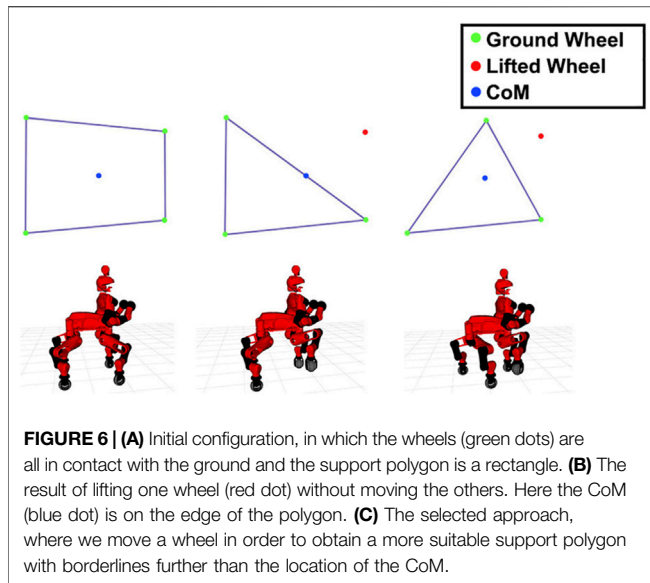 Ground Wheel
Lifted Wheel
CoM
FIGURE 6 | (A) Initial configuration, in which the wheels (green dots) are
all in contact with the ground and the support polygon is a rectangle. (B) The
result of lifting one wheel (red dot) without moving the others. Here the CoM
(blue dot) is on the edge of the polygon. (C) The selected approach,
where we move a wheel in order to obtain a more suitable support polygon
with borderlines further than the location of the CoM.